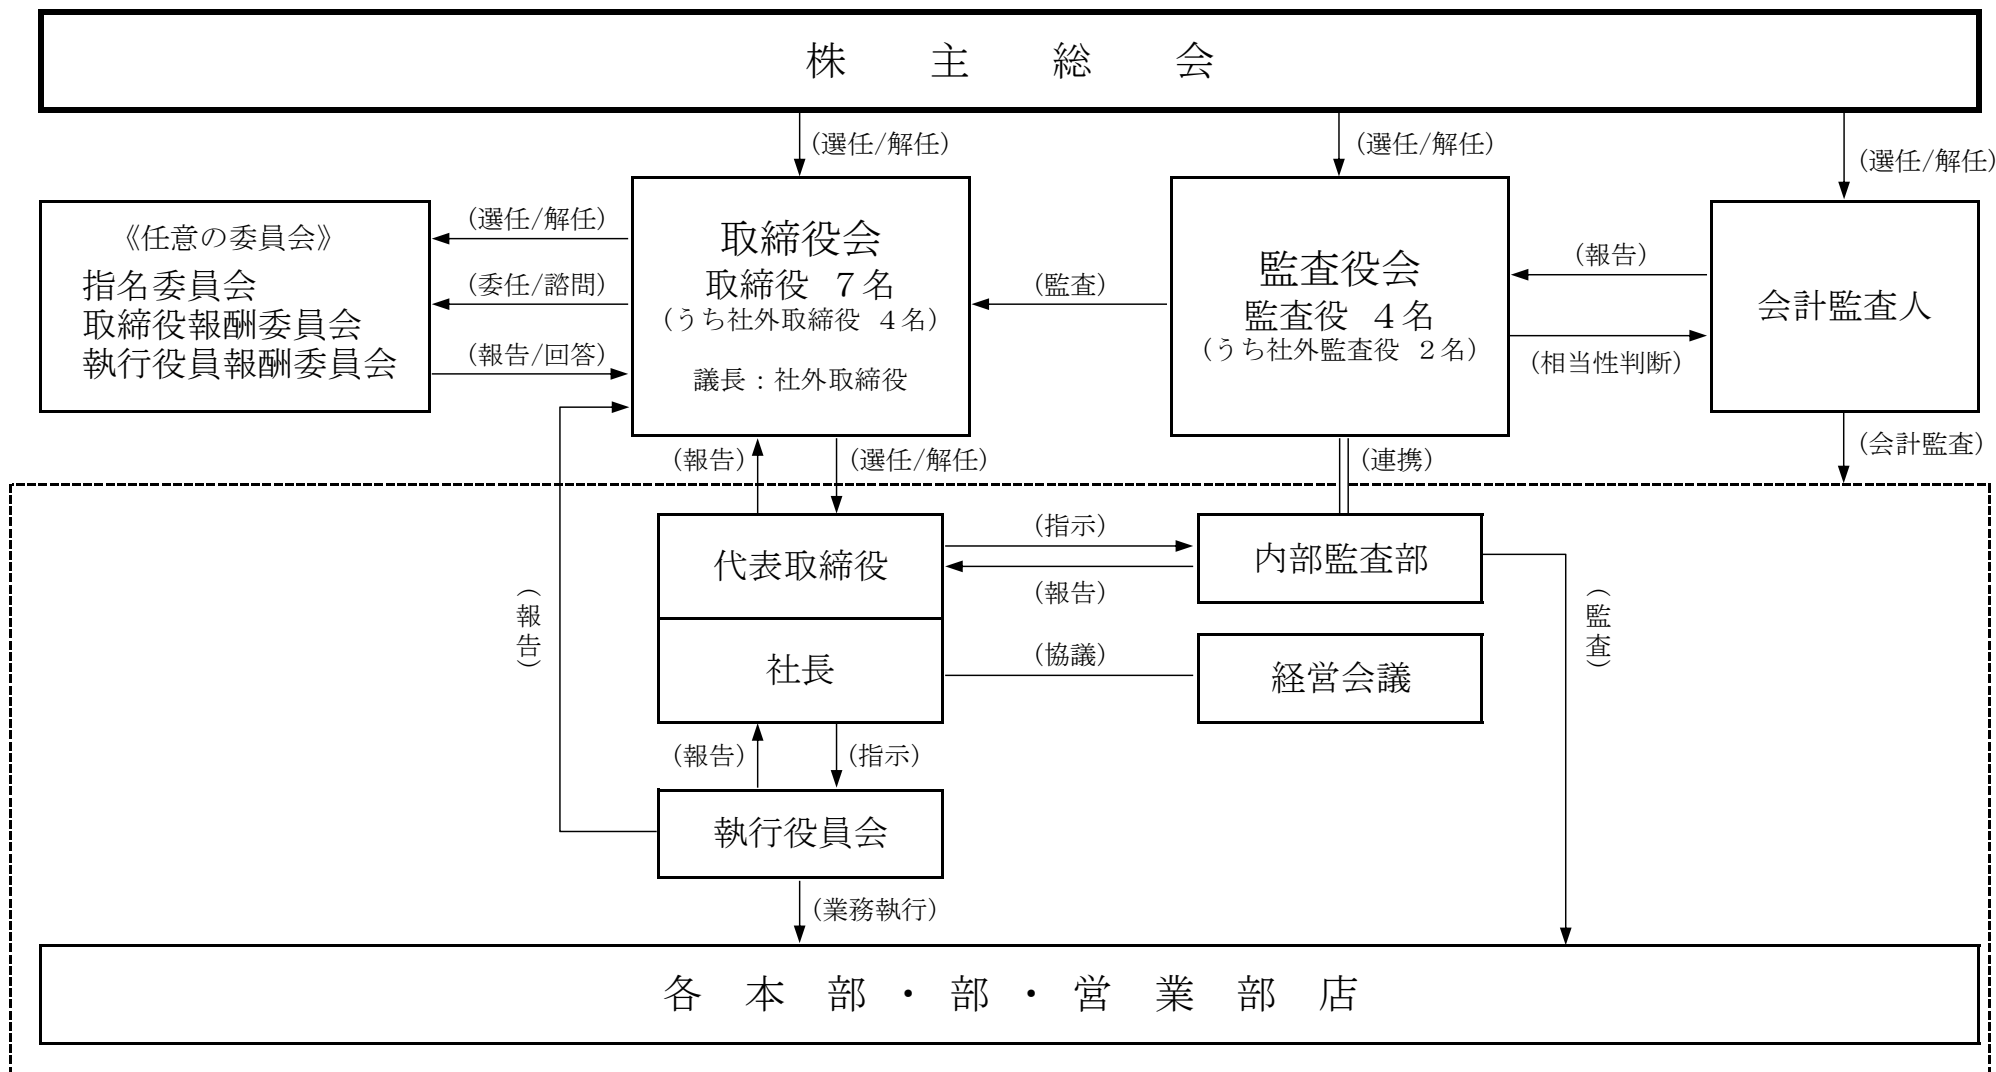 株主総会
（選任/解任）
（選任/解任）
（選任/解任）
《任意の委員会》
指名委員会
取締役報酬委員会
執行役員報酬委員会
（選任/解任）
（委任/諮問）
（報告/回答）
取締役会
取締役 ７名
（うち社外取締役 ４名）
議長：社外取締役
（監査）
監査役会
監査役 ４名
（うち社外監査役 ２名）
（報告）
（相当性判断）
会計監査人
（報告）
（選任/解任）
（連携）
（会計監査）
代表取締役
社長
（指示）
（報告）
（協議）
内部監査部
経営会議
（報告）
（監査）
（報告）
（指示）
執行役員会
（業務執行）
各本部・部・営業部店